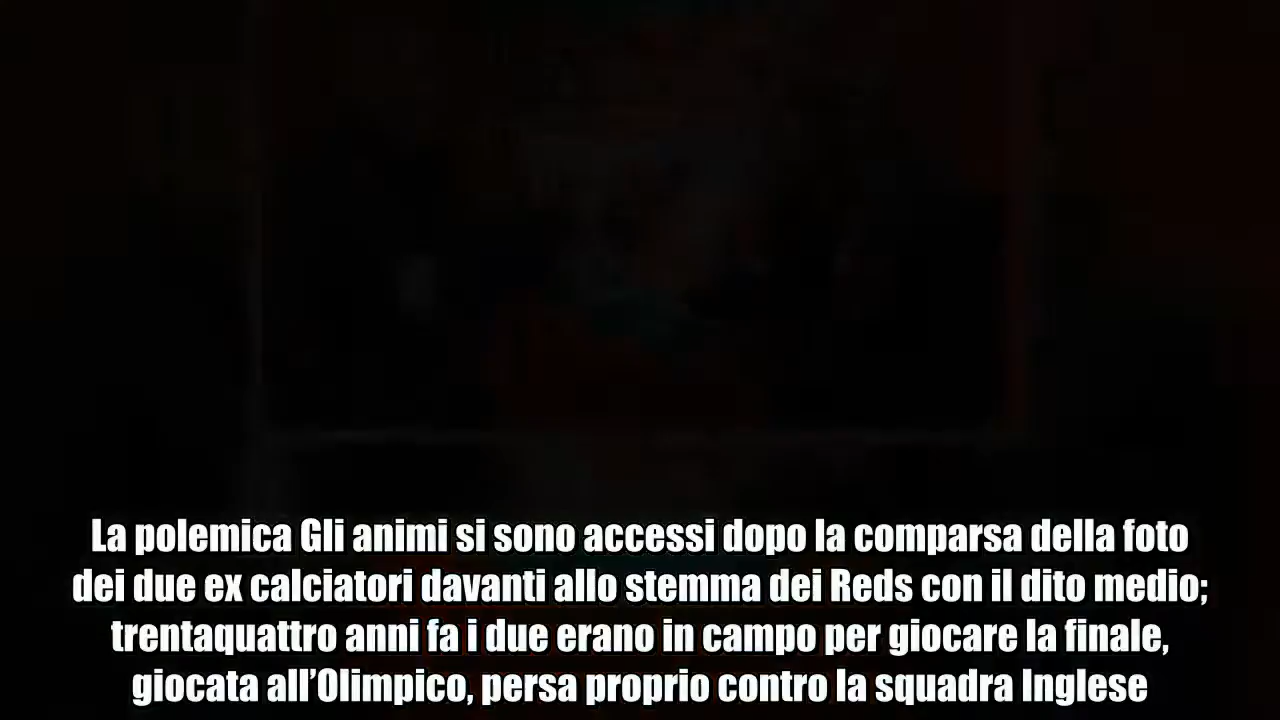 La polemica Gli animi si sono accessi dopo la comparsa della foto
dei due ex calciatori davanti allo stemma dei Reds con il dito medio;
trentaquattro anni fa i due erano in campo per giocare la finale,
giocata all’Olimpico, persa proprio contro la squadra Inglese